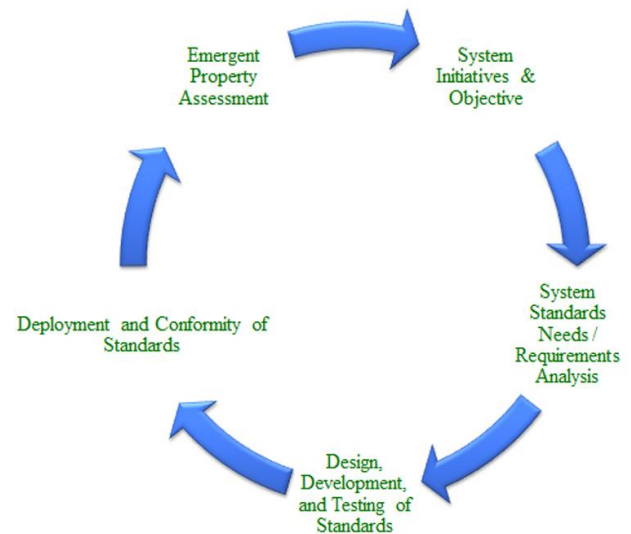 Emergent
Property
Assessment
System
Initiatives &
Objective
System
Standards
Needs /
Requirements
Analysis
Design,
Development,
and Testing of
Standards
Deployment and Conformity of
Standards